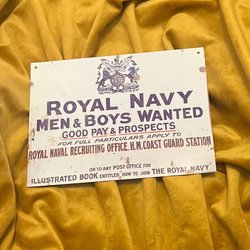 ROYAL NAVY
MEN & BOYS WANTED
GOOD PAY & PROSPECTS
FOR FULL PARTICULARS APPLY TO
ROYAL NAVAL RECRUITING OFFICE. H.M. COAST GUARD STATION
OR TO ANY POST OFFICE FOR
ILLUSTRATED BOOK ENTITLED, HOW TO JOIN THE ROYAL NAVY